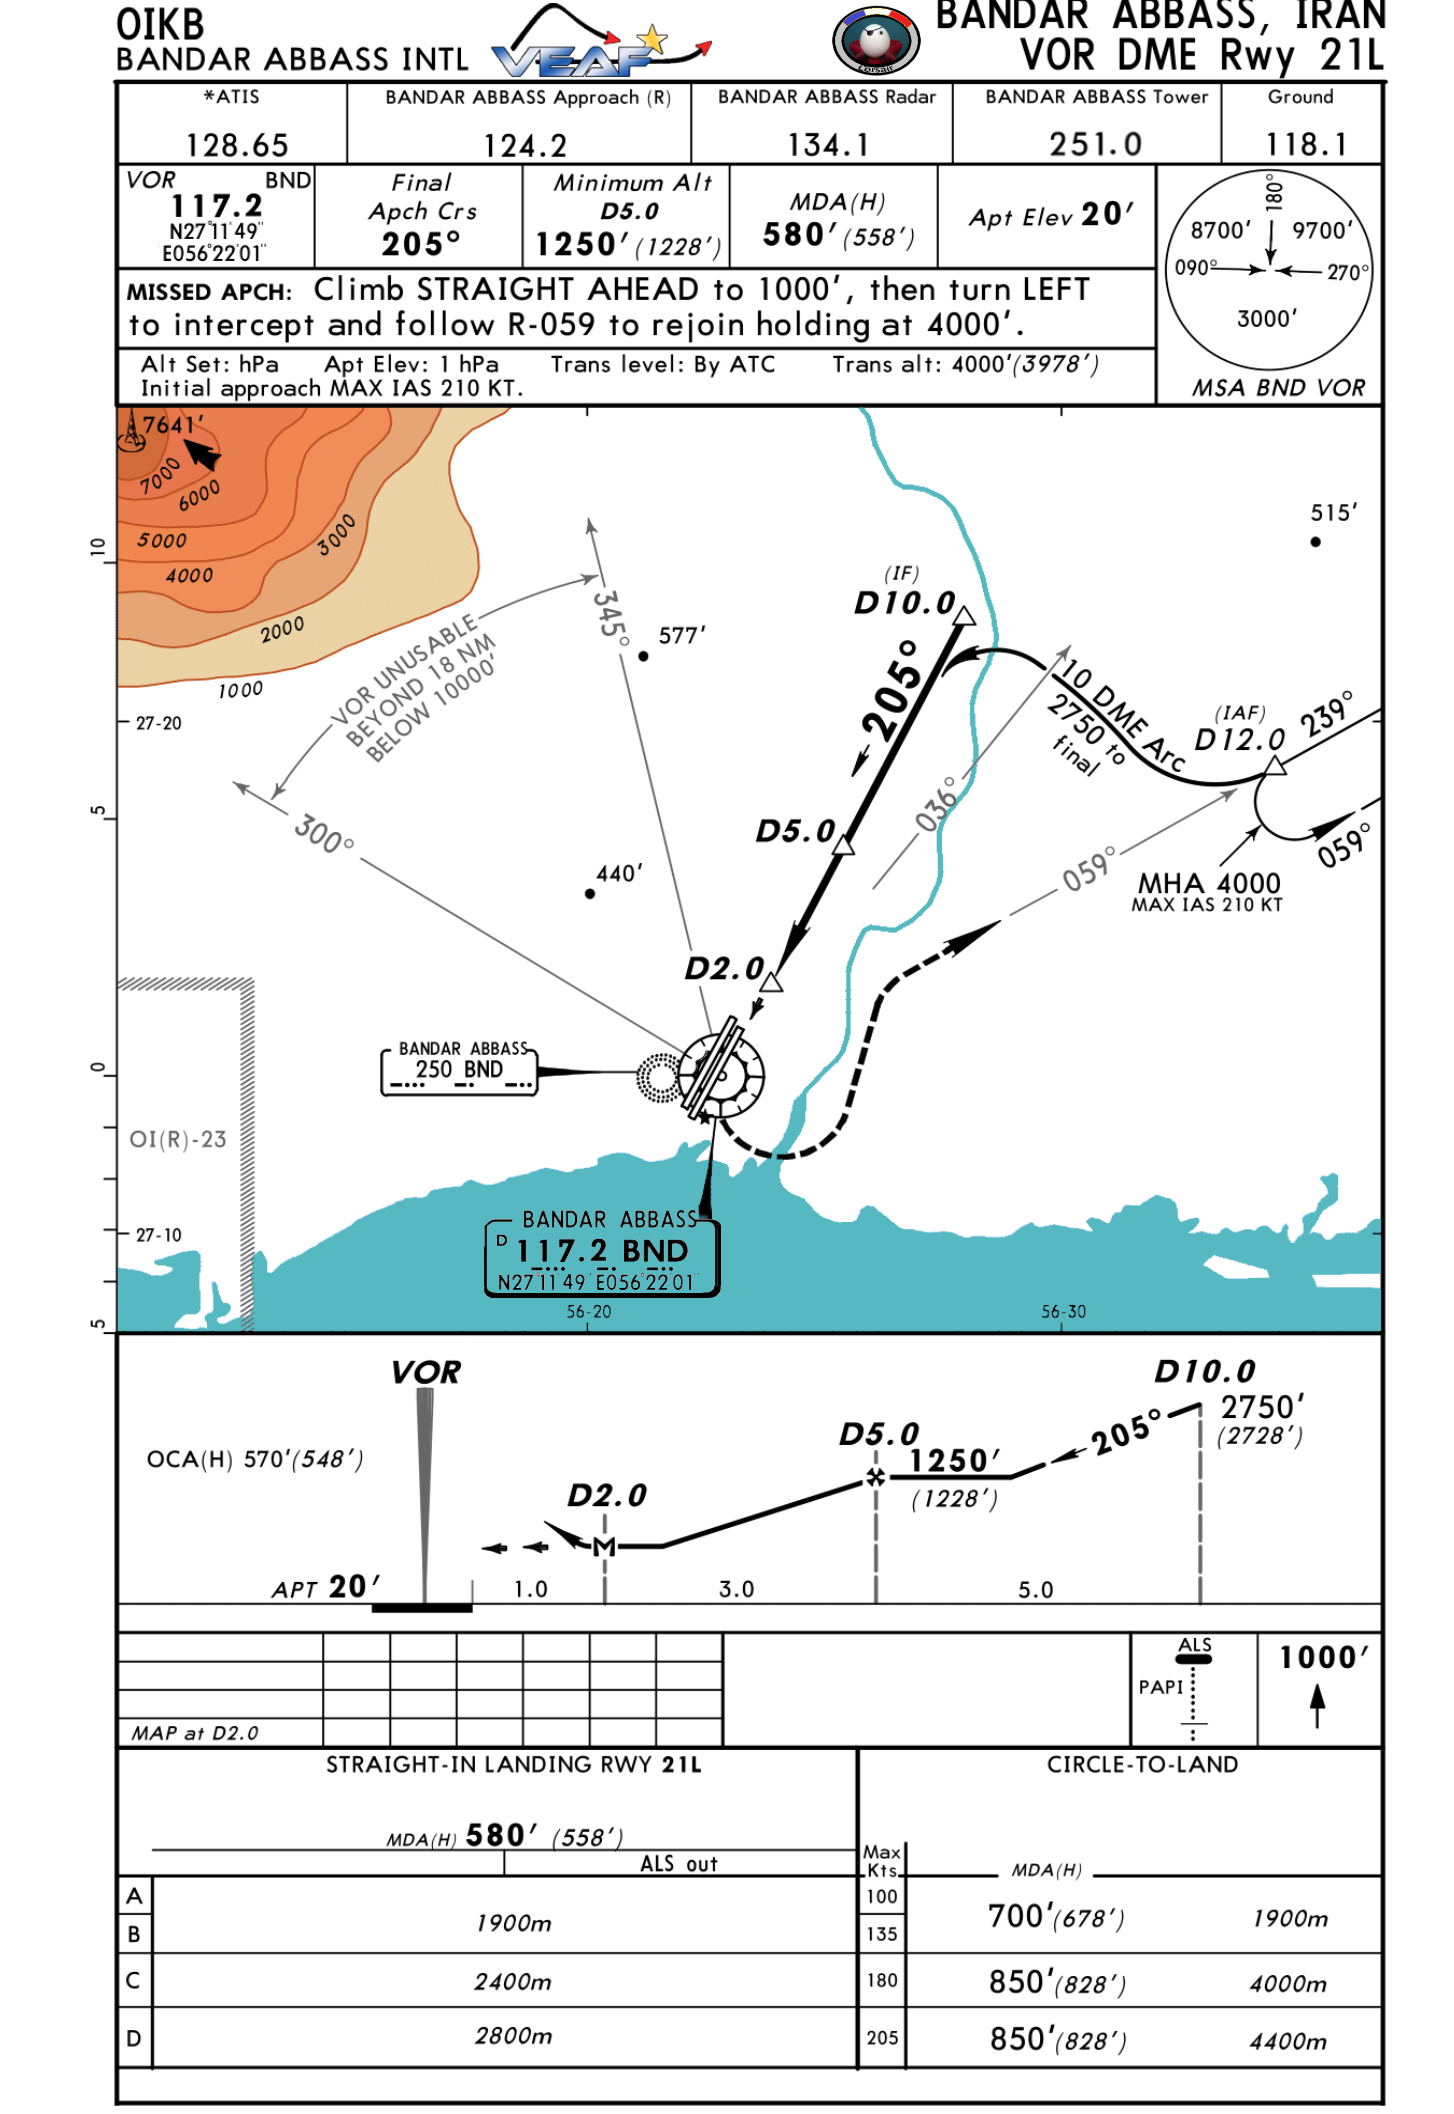 OIKB
BANDAR ABBASS INTL
VEAF
Corsair
BANDAR ABBASS, IRAN
VOR DME Rwy 21L
*ATIS
128.65
BANDAR ABBASS Approach (R)
124.2
BANDAR ABBASS Radar
134.1
BANDAR ABBASS Tower
251.0
Ground
118.1
VOR BND
117.2
N27°11'49"
E056°22'01"
Final
Apch Crs
205°
Minimum Alt
D5.0
1250' (1228')
MDA(H)
580' (558')
Apt Elev 20'
MISSED APCH: Climb STRAIGHT AHEAD to 1000', then turn LEFT
to intercept and follow R-059 to rejoin holding at 4000'.
Alt Set: hPa Apt Elev: 1 hPa Trans level: By ATC Trans alt: 4000'(3978')
Initial approach MAX IAS 210 KT.
180°
8700' 9700'
090° 270°
3000'
MSA BND VOR
7641'
7000
6000
5000
4000
3000
2000
1000
10
515'
(IF)
D10.0
345°
577'
205°
VOR UNUSABLE
BEYOND 18 NM
BELOW 10000'
10 DME Arc
2750 to
final
(IAF)
D12.0
239°
27-20
5
300°
036°
D5.0
059°
059°
440'
MHA 4000
MAX IAS 210 KT
D2.0
BANDAR ABBASS
250 BND
0
OI(R)-23
BANDAR ABBASS
D 117.2 BND
N27°11'49" E056°22'01"
27-10
5
56-20
56-30
VOR
D10.0
2750'
(2728')
205°
D5.0
1250'
(1228')
OCA(H) 570'(548')
D2.0
M
APT 20'
1.0
3.0
5.0
MAP at D2.0
ALS
PAPI
1000'
STRAIGHT-IN LANDING RWY 21L
CIRCLE-TO-LAND
MDA(H) 580' (558')
ALS out
Max
Kts
MDA(H)
A
B
C
D
1900m
2400m
2800m
100
135
180
205
700'(678') 1900m
850'(828') 4000m
850'(828') 4400m